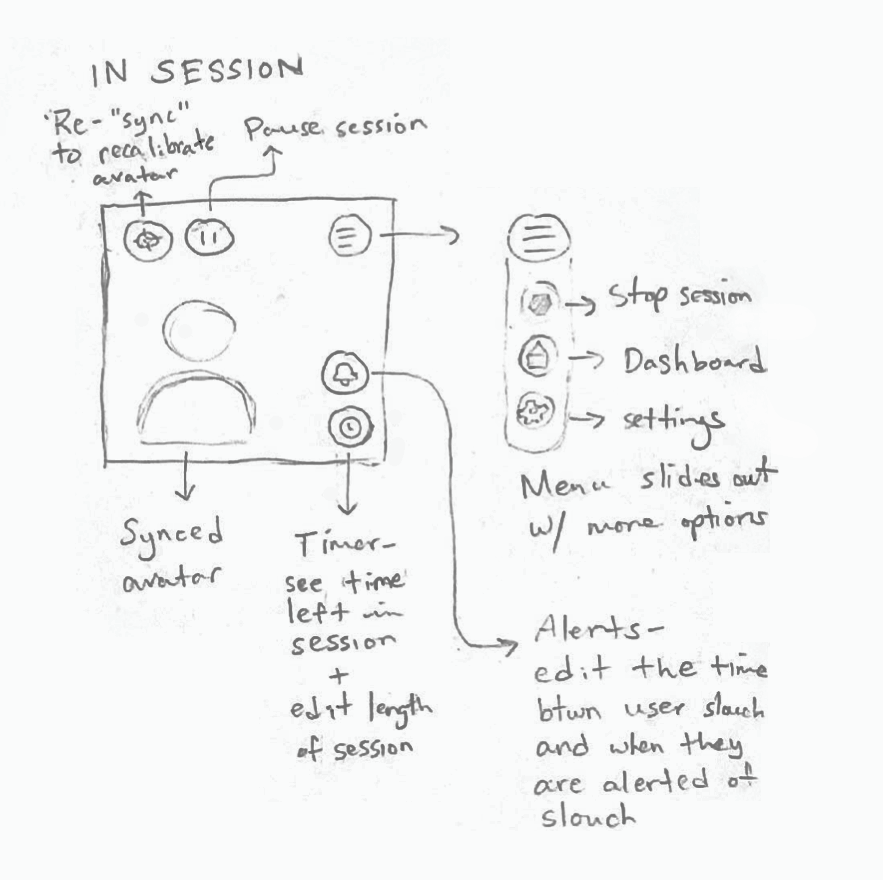 IN SESSION
Re-"sync"
to recalibrate
avatar
Pause session
Stop session
Dashboard
settings
Menu slides out
w/ more options
Synced
avatar
Timer-
see time
left in
session
+
edit length
of session
Alerts-
edit the time
btwn user slouch
and when they
are alerted of
slouch